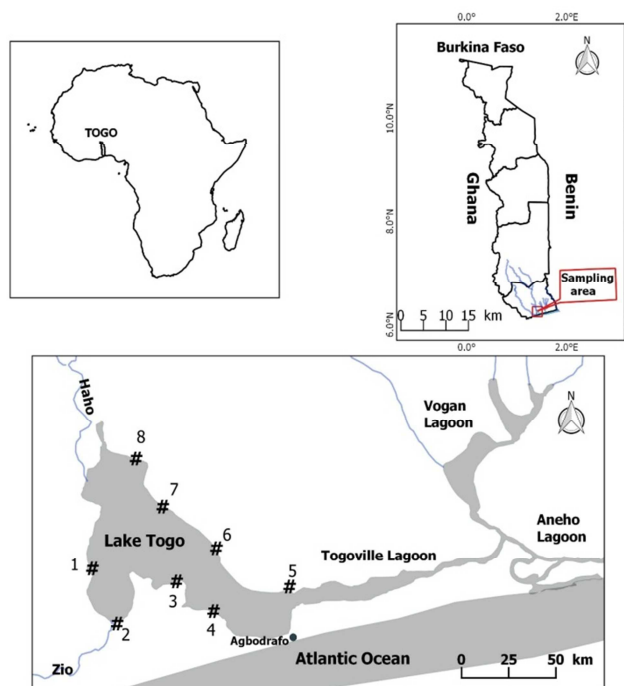 TOGO
0.0°
2.0°E
Burkina Faso
N
10.0°N
8.0°N
6.0°N
Ghana
Benin
Sampling
area
0 5 10 15 km
0.0°
2.0°E
Haho
8
Vogan
Lagoon
N
7
Aneho
Lagoon
6
Lake Togo
Togoville Lagoon
1
5
3
4
2
Agbodrafo
Zio
Atlantic Ocean
0 25 50 km